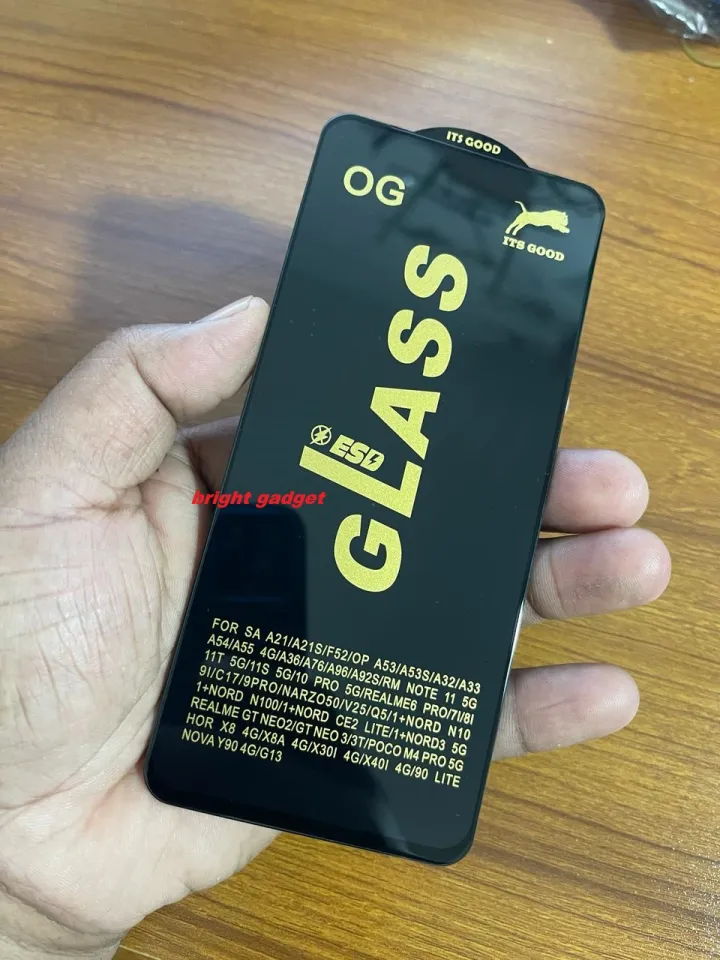 ITS GOOD
OG
ITS GOOD
GLASS
ESD
bright gadget
FOR SA A21/A21S/F52/OP A53/A53S/A32/A33
A54/A55 4G/A36/A76/A96/A92S/RM NOTE 11 5G
11T 5G/11S 5G/10 PRO 5G/REALME6 PRO/7I/8I
9I/C17/9PRO/NARZO50/V25/Q5/1+NORD N10
1+NORD N100/1+NORD CE2 LITE/1+NORD3 5G
REALME GT NEO2/GT NEO 3/3T/POCO M4 PRO 5G
HOR X8 4G/X8A 4G/X30I 4G/X40I 4G/90 LITE
NOVA Y90 4G/G13